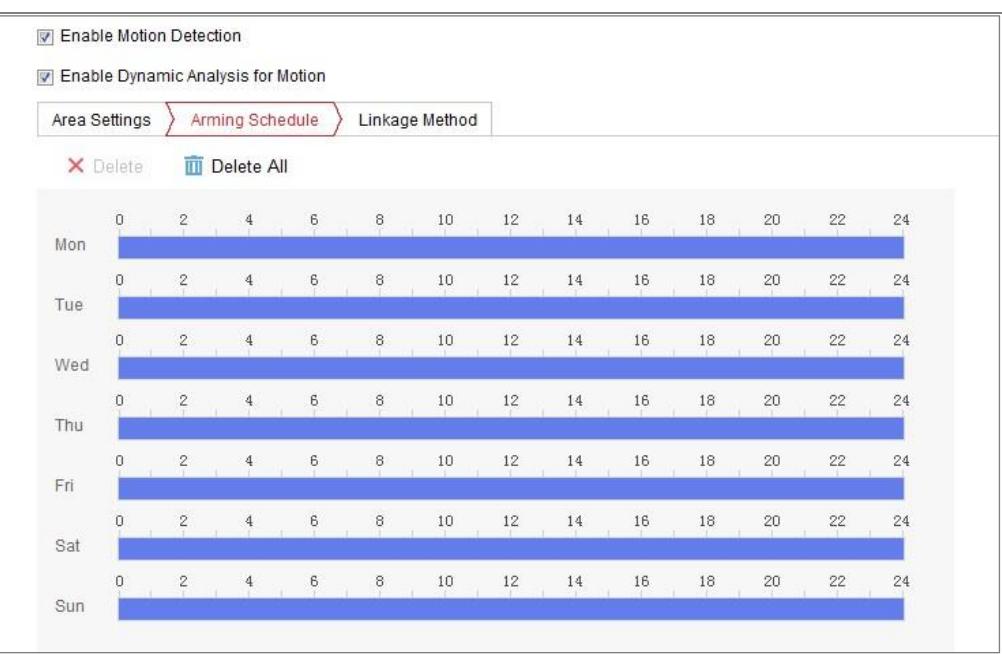 Enable Motion Detection
Enable Dynamic Analysis for Motion
Area Settings Arming Schedule Linkage Method
Delete Delete All
0 2 4 6 8 10 12 14 16 18 20 22 24
Mon
0 2 4 6 8 10 12 14 16 18 20 22 24
Tue
0 2 4 6 8 10 12 14 16 18 20 22 24
Wed
0 2 4 6 8 10 12 14 16 18 20 22 24
Thu
0 2 4 6 8 10 12 14 16 18 20 22 24
Fri
0 2 4 6 8 10 12 14 16 18 20 22 24
Sat
0 2 4 6 8 10 12 14 16 18 20 22 24
Sun